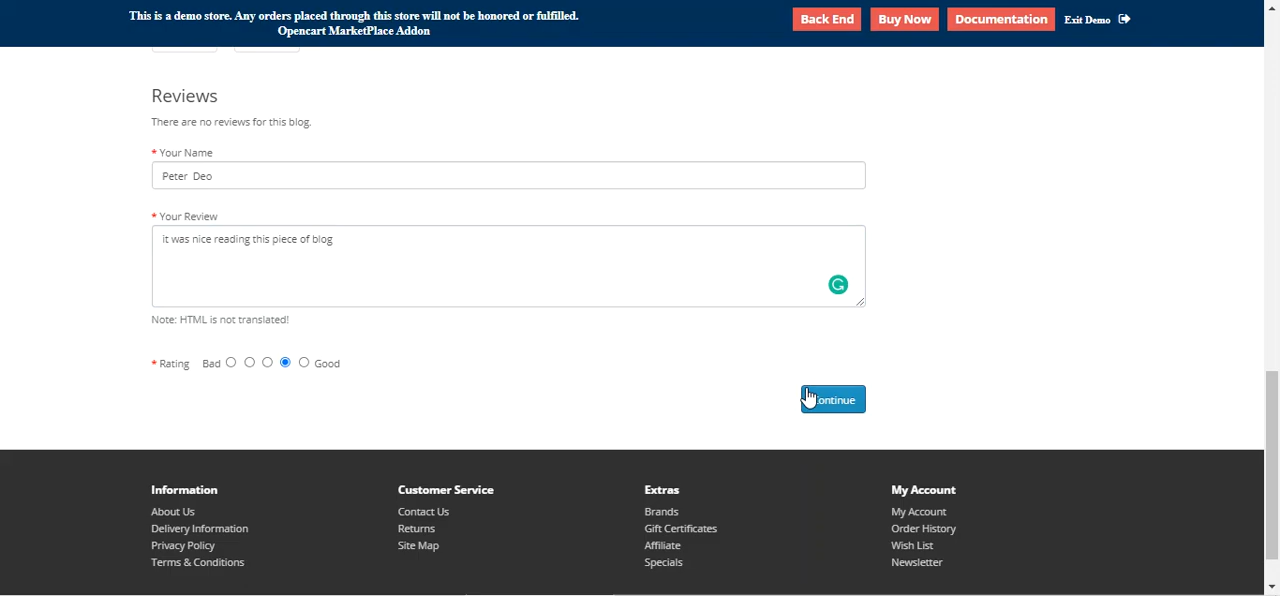 This is a demo store. Any orders placed through this store will not be honored or fulfilled.
Opencart MarketPlace Addon
Back End
Buy Now
Documentation
Exit Demo
Reviews
There are no reviews for this blog.
* Your Name
Peter Deo
* Your Review
it was nice reading this piece of blog
Note: HTML is not translated!
* Rating Bad Good
Continue
Information Customer Service Extras My Account
About Us Contact Us Brands My Account
Delivery Information Returns Gift Certificates Order History
Privacy Policy Site Map Affiliate Wish List
Terms & Conditions Specials Newsletter